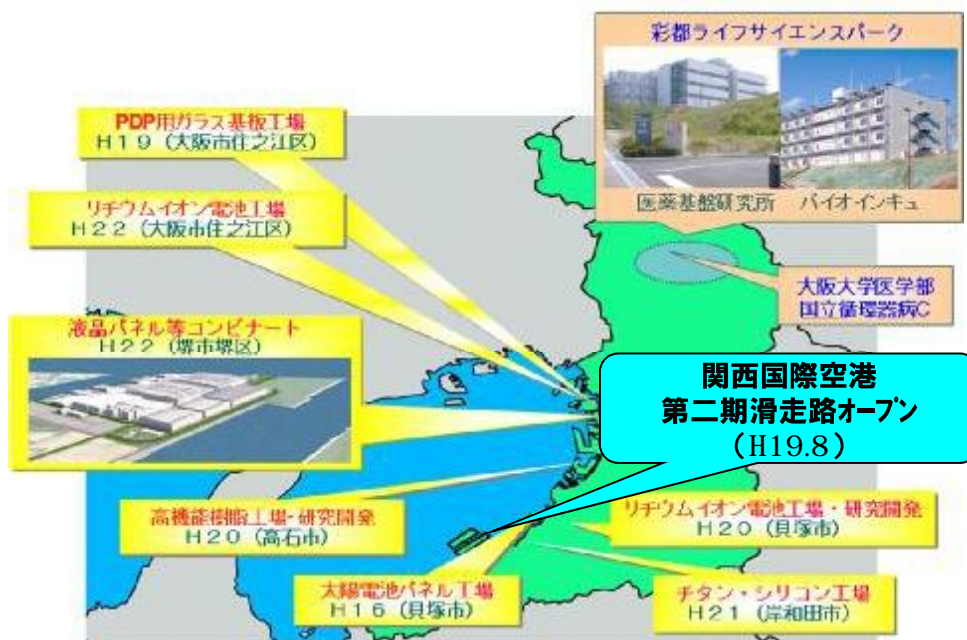 彩都ライフサイエンスパーク
医薬基盤研究所 バイオインキュ
PDP用ガラス基板工場
H19(大阪市住之江区)
リチウムイオン電池工場
H22(大阪市住之江区)
大阪大学医学部
国立循環器病C
液晶パネル等コンビナート
H22(堺市堺区)
関西国際空港
第二期滑走路オープン
(H19.8)
高機能樹脂工場・研究開発
H20(高石市)
リチウムイオン電池工場・研究開発
H20(貝塚市)
太陽電池パネル工場
H16(貝塚市)
チタン・シリコン工場
H21(岸和田市)